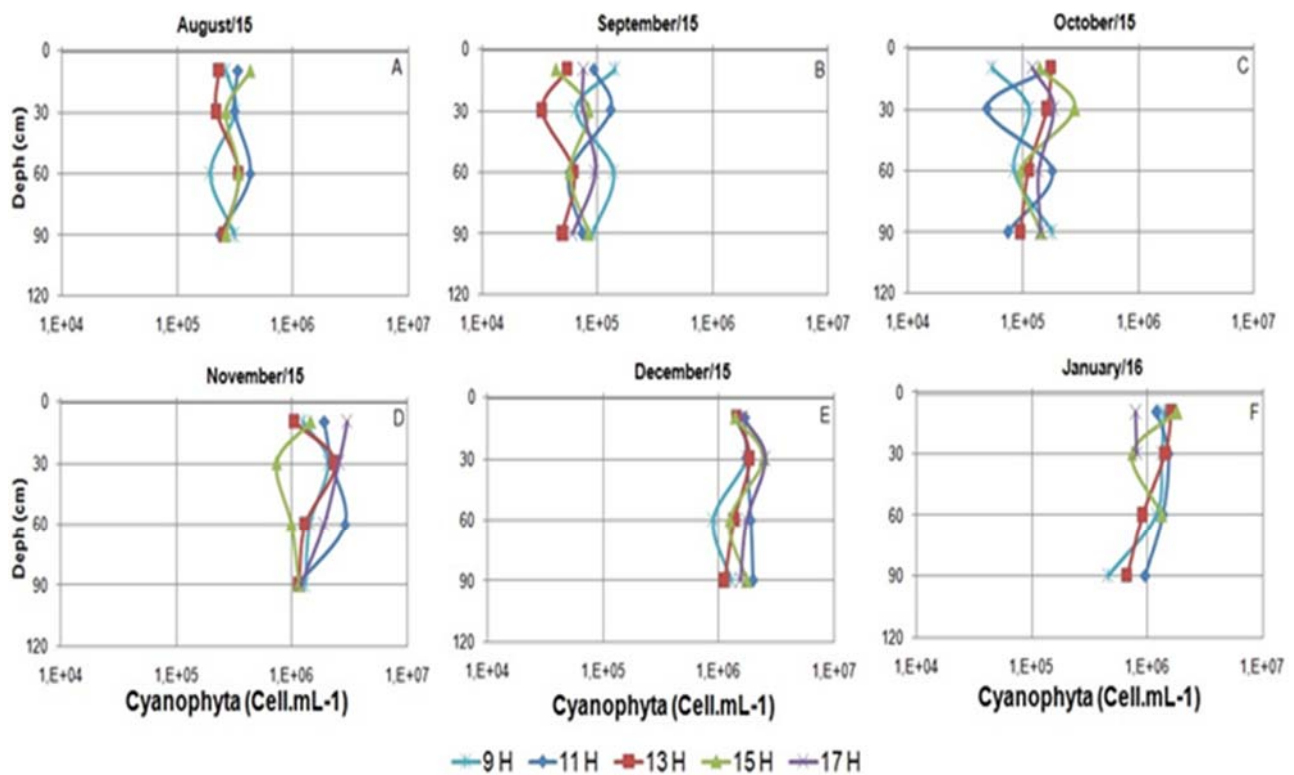 August/15
September/15
October/15
Deph (cm)
0
30
60
90
120
A
1,E+04 1,E+05 1,E+06 1,E+07
0
30
60
90
120
B
1,E+04 1,E+05 1,E+06 1,E+07
0
30
60
90
120
C
1,E+04 1,E+05 1,E+06 1,E+07
November/15
December/15
January/16
Deph (cm)
0
30
60
90
120
D
1,E+04 1,E+05 1,E+06 1,E+07
Cyanophyta (Cell.mL-1)
0
30
60
90
120
E
1,E+04 1,E+05 1,E+06 1,E+07
Cyanophyta (Cell.mL-1)
0
30
60
90
120
F
1,E+04 1,E+05 1,E+06 1,E+07
Cyanophyta (Cell.mL-1)
9 H 11 H 13 H 15 H 17 H